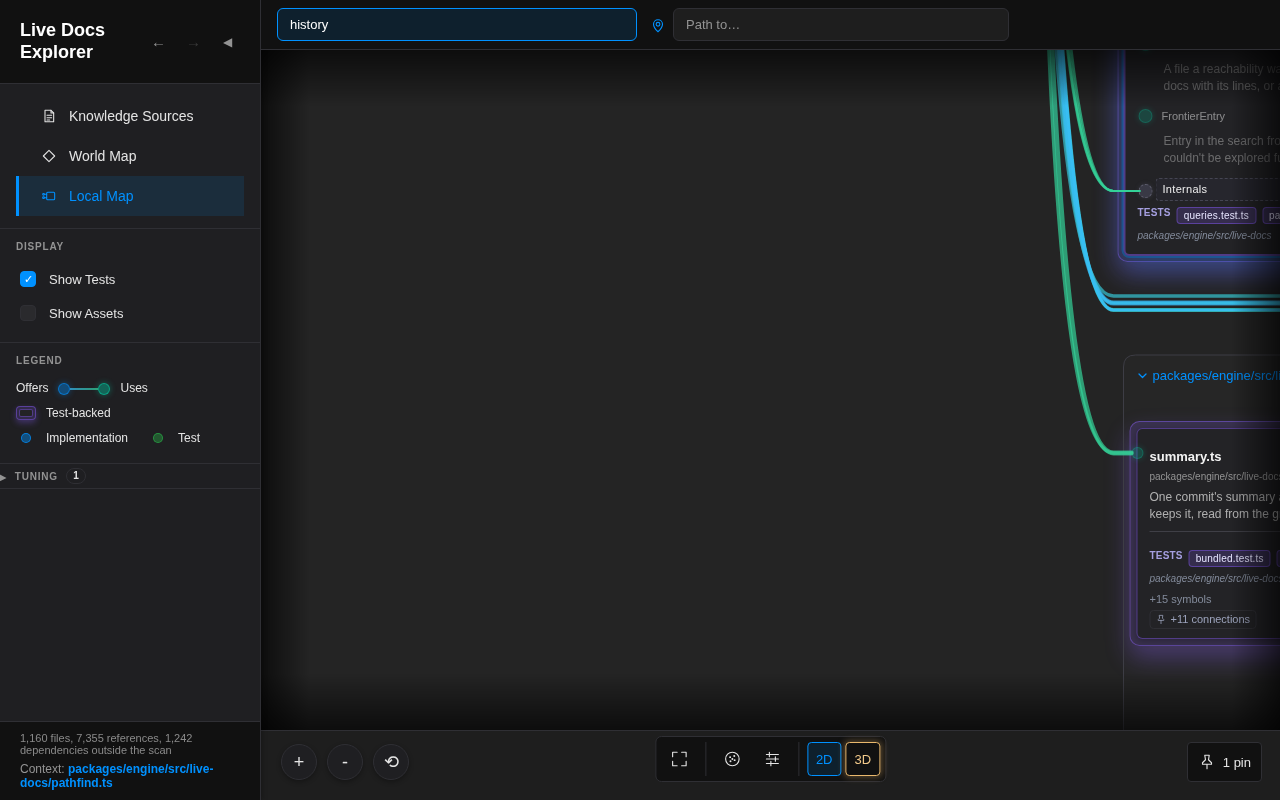 Live Docs
Explorer
← → ◀
history
Path to…
Knowledge Sources
World Map
Local Map
DISPLAY
Show Tests
Show Assets
LEGEND
Offers Uses
Test-backed
Implementation Test
TUNING 1
1,160 files, 7,355 references, 1,242
dependencies outside the scan
Context: packages/engine/src/live-
docs/pathfind.ts
A file a reachability
docs with its lines, or
FrontierEntry
Entry in the search
couldn't be explored
Internals
TESTS queries.test.ts
packages/engine/src/live-docs
packages/engine/src/
summary.ts
packages/engine/src/live-docs
One commit's summary
keeps it, read from the
TESTS bundled.test.ts
packages/engine/src/live-docs
+15 symbols
+11 connections
+ - ⟲
2D 3D
1 pin